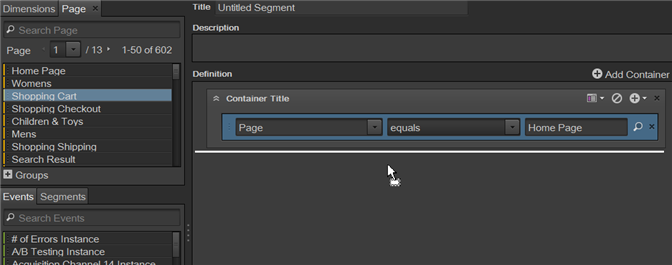 Dimensions Page ×
Search Page
Page 1 / 13 1-50 of 602
Home Page
Womens
Shopping Cart
Shopping Checkout
Children & Toys
Mens
Shopping Shipping
Search Result
Groups
Events Segments
Search Events
# of Errors Instance
A/B Testing Instance
Acquisition Channel 14 Instance
Title Untitled Segment
Description
Definition
Add Container
Container Title
Page equals Home Page